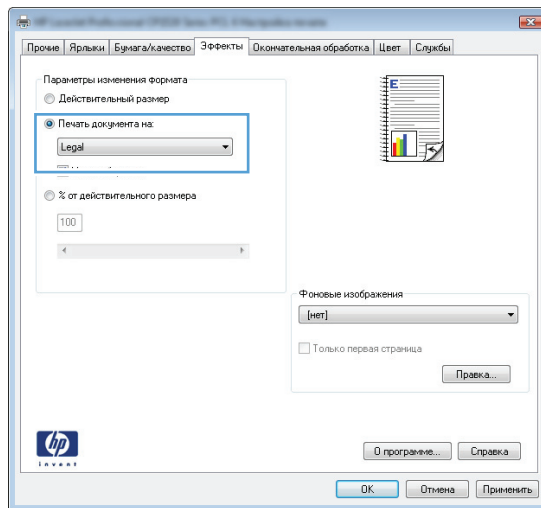 Прочие Ярлыки Бумага/качество Эффекты Окончательная обработка Цвет Службы
Параметры изменения формата
Действительный размер
Печать документа на:
Legal
% от действительного размера
100
E
Фоновые изображения
[нет]
Только первая страница
Правка...
hp
invent
О программе... Справка
OK Отмена Применить